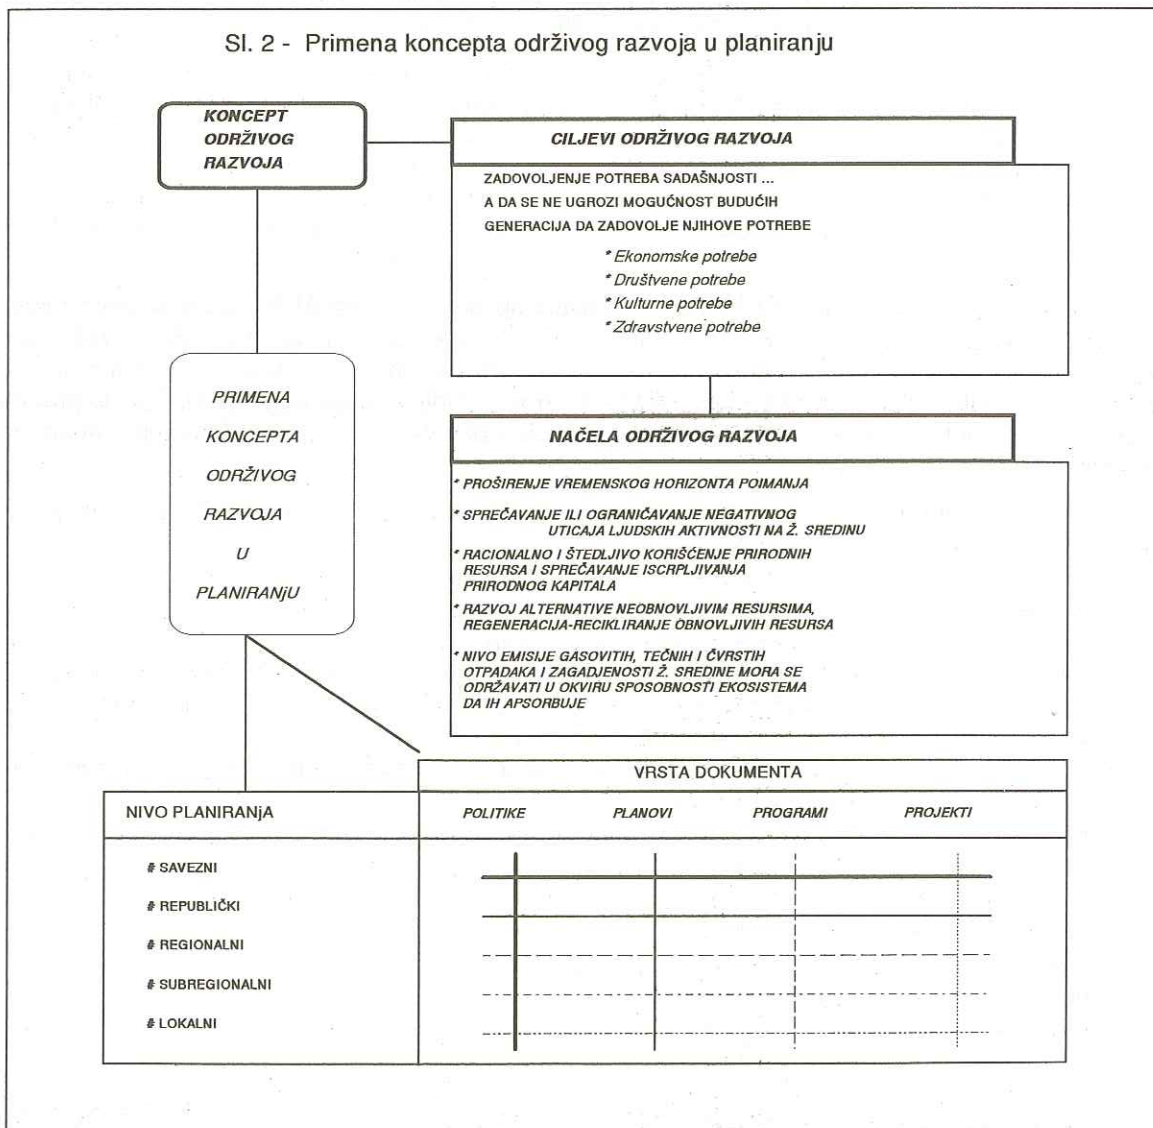 Sl. 2 - Primena koncepta održivog razvoja u planiranju
KONCEPT
ODRŽIVOG
RAZVOJA
CILJEVI ODRŽIVOG RAZVOJA
ZADOVOLJENJE POTREBA SADAŠNJOSTI ...
A DA SE NE UGROZI MOGUĆNOST BUDUĆIH
GENERACIJA DA ZADOVOLJE NJIHOVE POTREBE
* Ekonomske potrebe
* Društvene potrebe
* Kulturne potrebe
* Zdravstvene potrebe
PRIMENA
KONCEPTA
ODRŽIVOG
RAZVOJA
U
PLANIRANjU
NAČELA ODRŽIVOG RAZVOJA
* PROŠIRENJE VREMENSKOG HORIZONTA POIMANJA
* SPREČAVANJE ILI OGRANIČAVANJE NEGATIVNOG
UTICAJA LJUDSKIH AKTIVNOSTI NA Ž. SREDINU
* RACIONALNO I ŠTEDLJIVO KORIŠĆENJE PRIRODNIH
RESURSA I SPREČAVANJE ISCRPLJIVANJA
PRIRODNOG KAPITALA
* RAZVOJ ALTERNATIVE NEOBNOVLJIVIM RESURSIMA,
REGENERACIJA-RECIKLIRANJE OBNOVLJIVIH RESURSA
* NIVO EMISIJE GASOVITIH, TEČNIH I ČVRSTIH
OTPADAKA I ZAGADJENOSTI Ž. SREDINE MORA SE
ODRŽAVATI U OKVIRU SPOSOBNOSTI EKOSISTEMA
DA IH APSORBUJE
VRSTA DOKUMENTA
NIVO PLANIRANjA
POLITIKE PLANOVI PROGRAMI PROJEKTI
# SAVEZNI
# REPUBLIČKI
# REGIONALNI
# SUBREGIONALNI
# LOKALNI